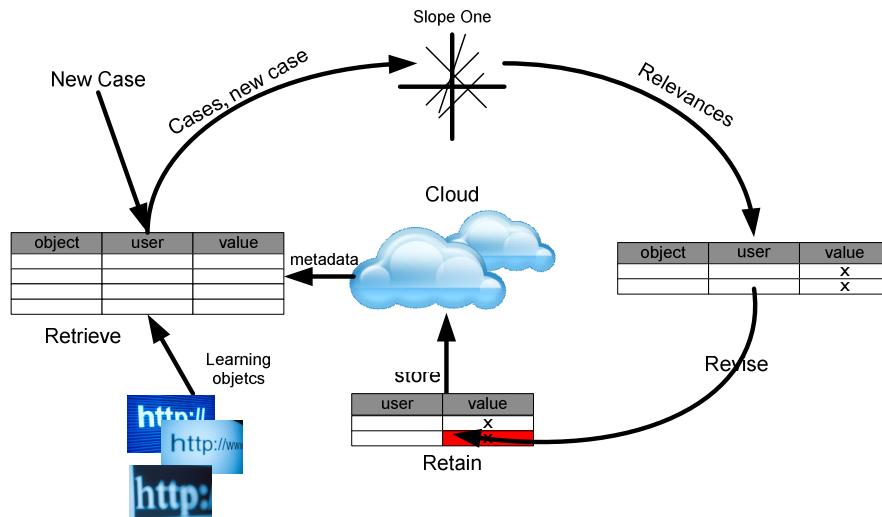 Slope One
New Case
Cases, new case
Relevances
Cloud
object user value
metadata
object user value
x
x
Retrieve
Learning
objetcs
Revise
store
user value
x
x
Retain
http://
http://www
http:/